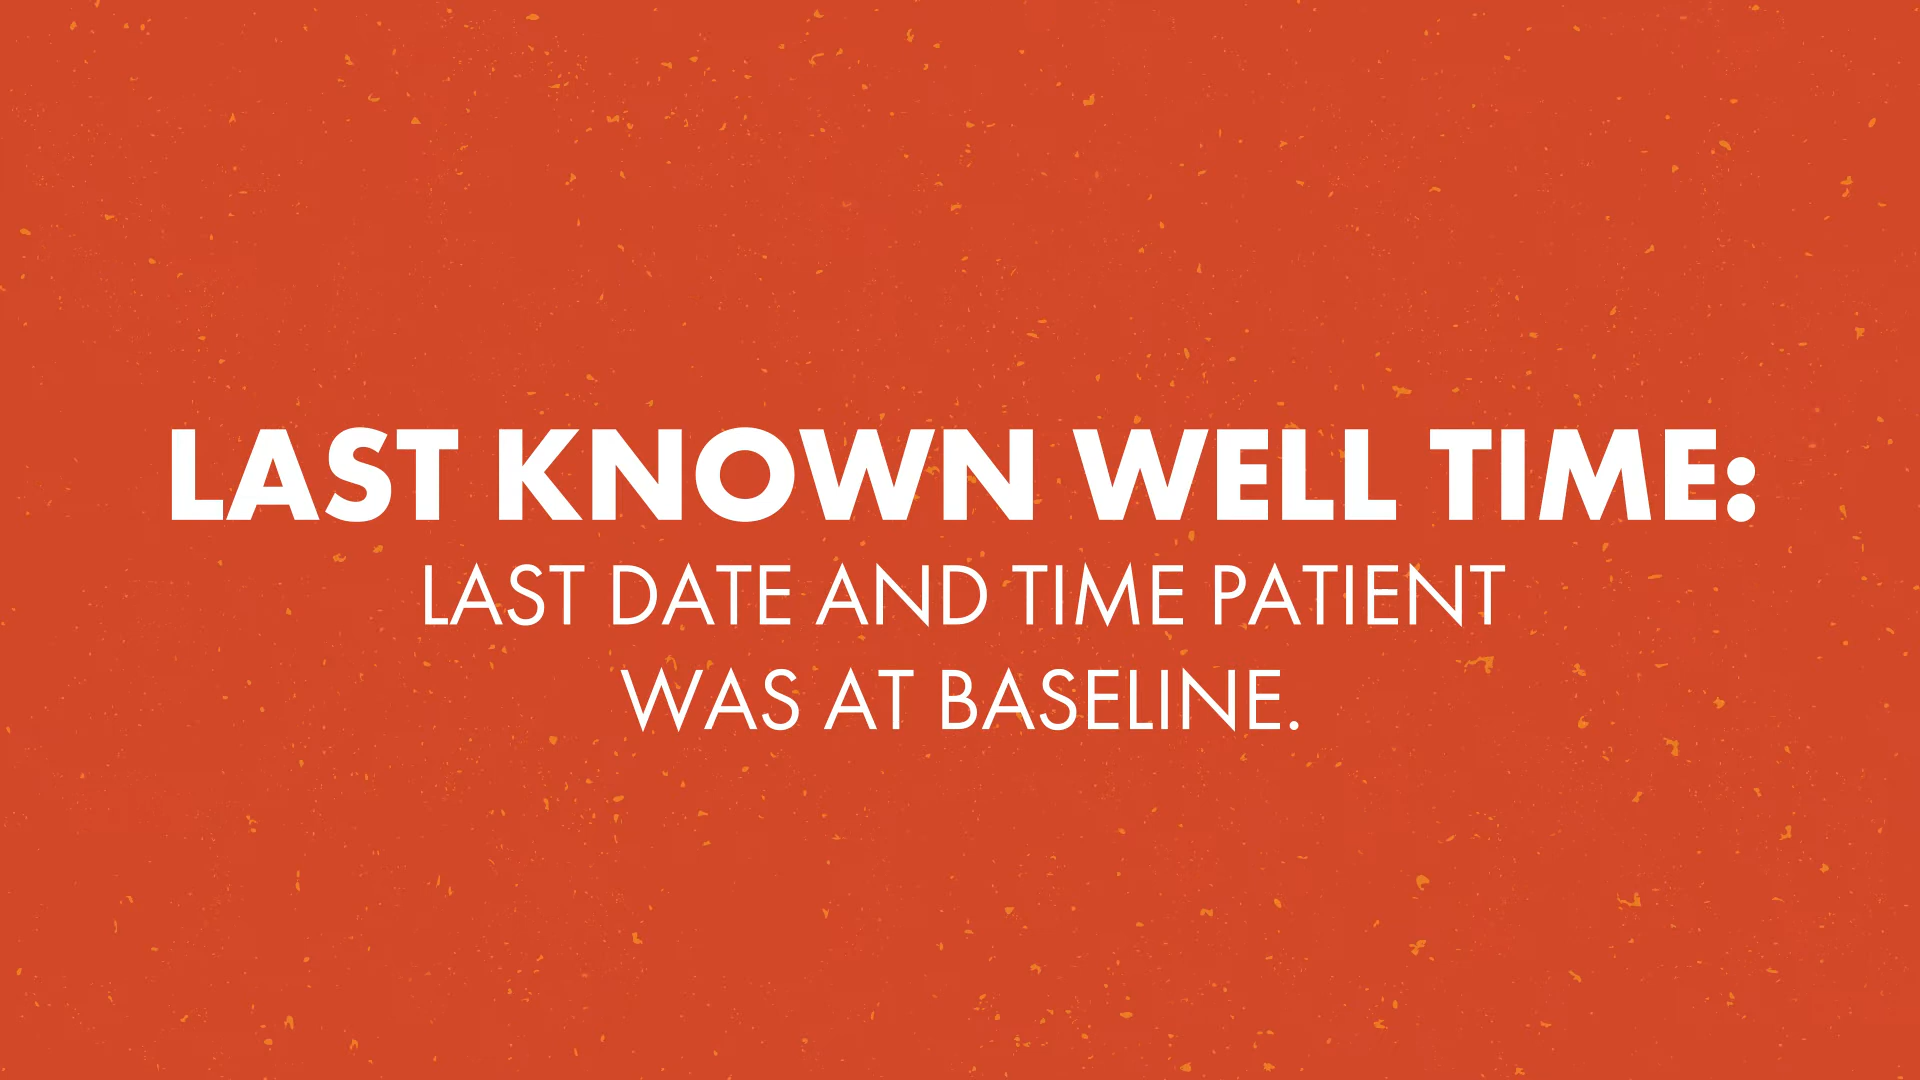 LAST KNOWN WELL TIME:
LAST DATE AND TIME PATIENT
WAS AT BASELINE.